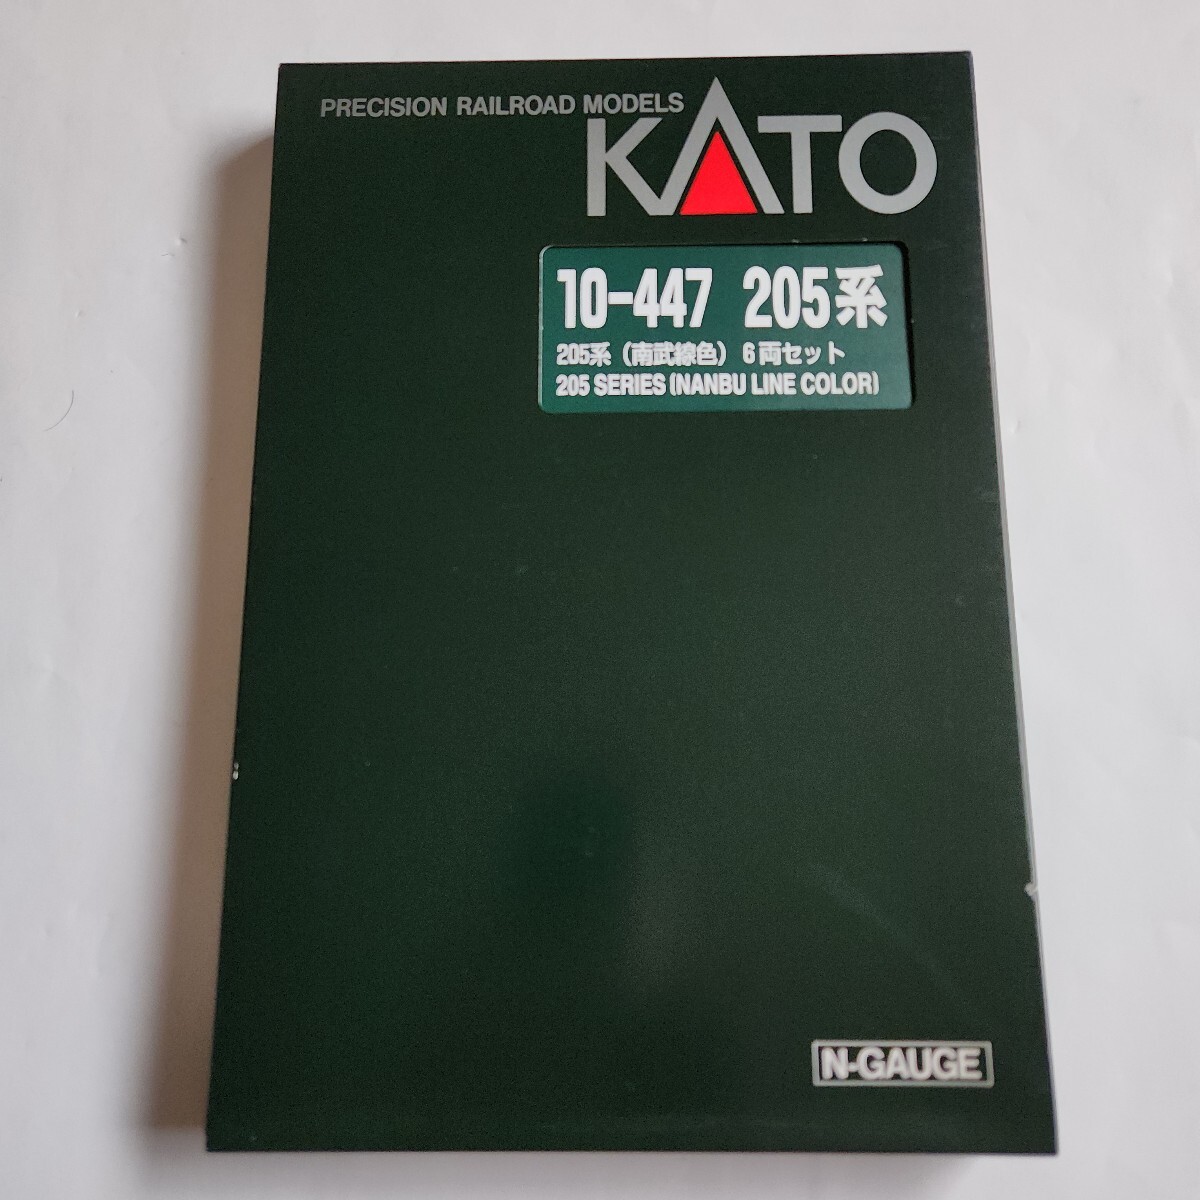 PRECISION RAILROAD MODELS
KATO
10-447 205系
205系（南武線色）6両セット
205 SERIES (NANBU LINE COLOR)
N-GAUGE